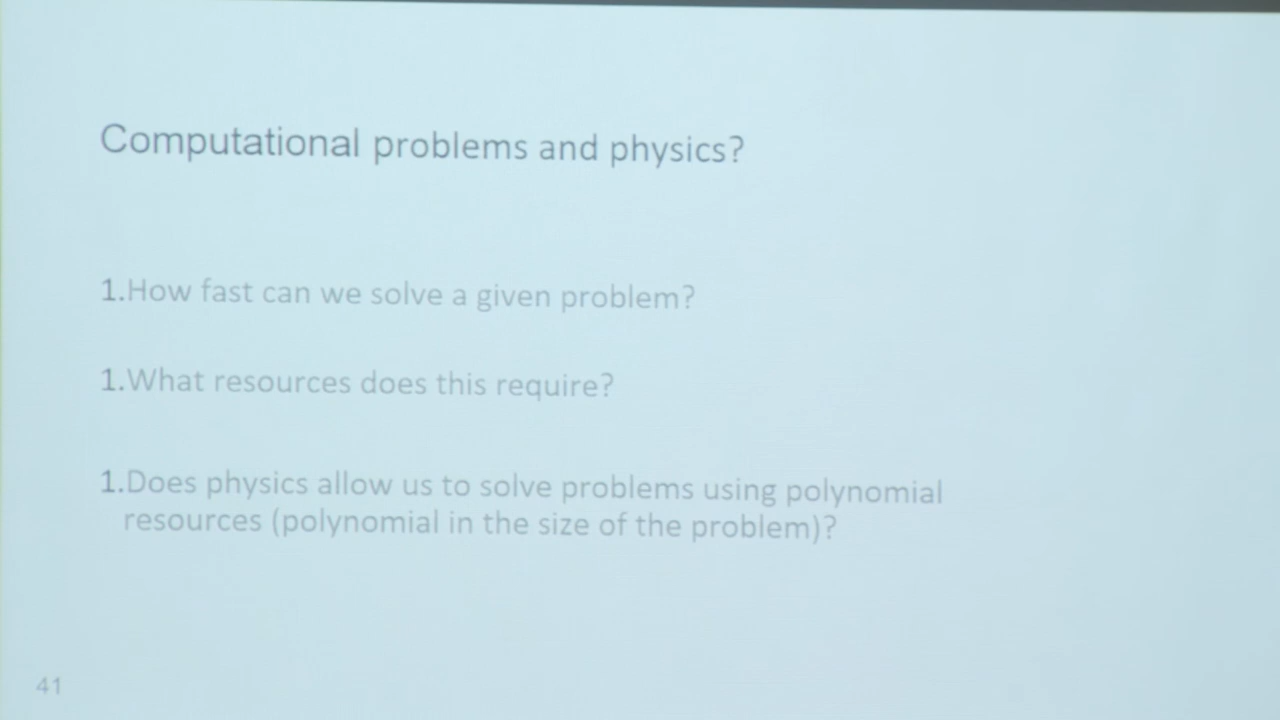 Computational problems and physics?
1.How fast can we solve a given problem?
1.What resources does this require?
1.Does physics allow us to solve problems using polynomial
resources (polynomial in the size of the problem)?
41